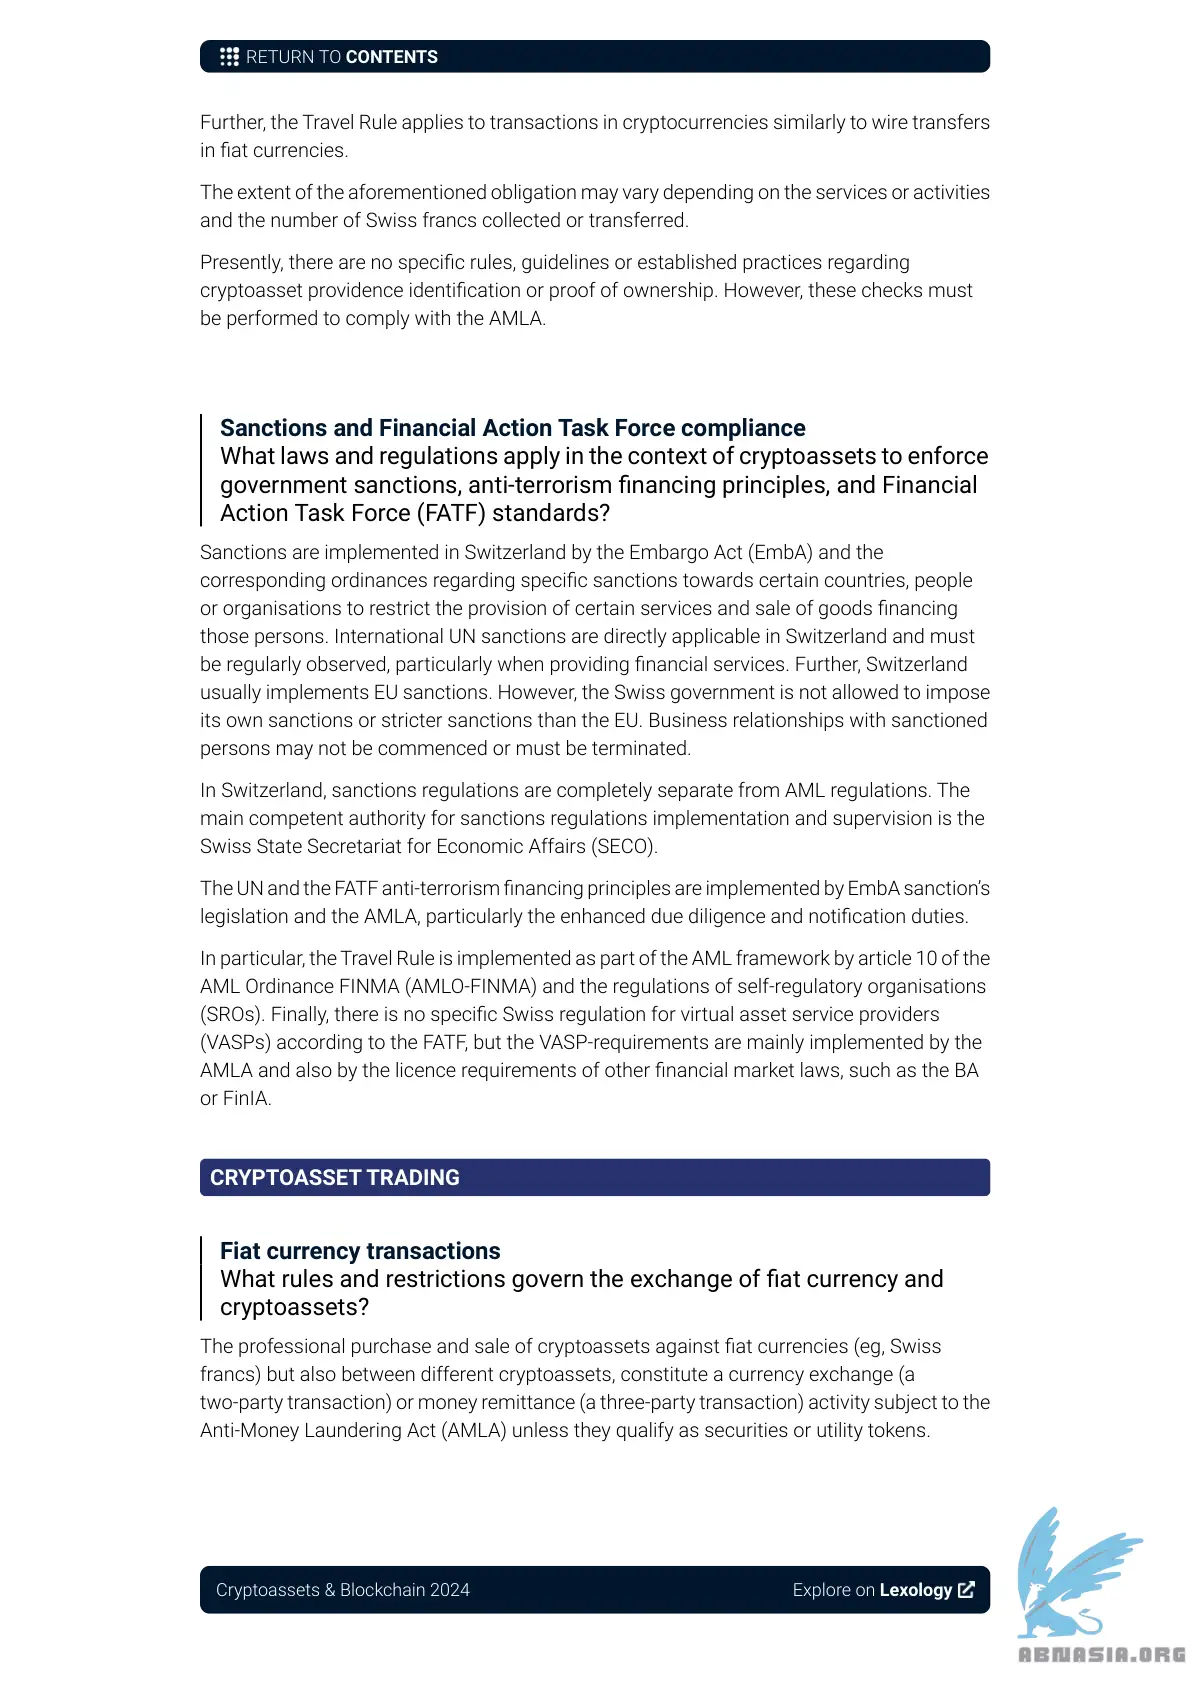 RETURN TO CONTENTS
Further, the Travel Rule applies to transactions in cryptocurrencies similarly to wire transfers
in fiat currencies.
The extent of the aforementioned obligation may vary depending on the services or activities
and the number of Swiss francs collected or transferred.
Presently, there are no specific rules, guidelines or established practices regarding
cryptoasset providence identification or proof of ownership. However, these checks must
be performed to comply with the AMLA.
Sanctions and Financial Action Task Force compliance
What laws and regulations apply in the context of cryptoassets to enforce
government sanctions, anti-terrorism financing principles, and Financial
Action Task Force (FATF) standards?
Sanctions are implemented in Switzerland by the Embargo Act (EmbA) and the
corresponding ordinances regarding specific sanctions towards certain countries, people
or organisations to restrict the provision of certain services and sale of goods financing
those persons. International UN sanctions are directly applicable in Switzerland and must
be regularly observed, particularly when providing financial services. Further, Switzerland
usually implements EU sanctions. However, the Swiss government is not allowed to impose
its own sanctions or stricter sanctions than the EU. Business relationships with sanctioned
persons may not be commenced or must be terminated.
In Switzerland, sanctions regulations are completely separate from AML regulations. The
main competent authority for sanctions regulations implementation and supervision is the
Swiss State Secretariat for Economic Affairs (SECO).
The UN and the FATF anti-terrorism financing principles are implemented by EmbA sanction’s
legislation and the AMLA, particularly the enhanced due diligence and notification duties.
In particular, the Travel Rule is implemented as part of the AML framework by article 10 of the
AML Ordinance FINMA (AMLO-FINMA) and the regulations of self-regulatory organisations
(SROs). Finally, there is no specific Swiss regulation for virtual asset service providers
(VASPs) according to the FATF, but the VASP-requirements are mainly implemented by the
AMLA and also by the licence requirements of other financial market laws, such as the BA
or FinIA.
CRYPTOASSET TRADING
Fiat currency transactions
What rules and restrictions govern the exchange of fiat currency and
cryptoassets?
The professional purchase and sale of cryptoassets against fiat currencies (eg, Swiss
francs) but also between different cryptoassets, constitute a currency exchange (a
two-party transaction) or money remittance (a three-party transaction) activity subject to the
Anti-Money Laundering Act (AMLA) unless they qualify as securities or utility tokens.
Cryptoassets & Blockchain 2024
Explore on Lexology
ABNASIA.ORG